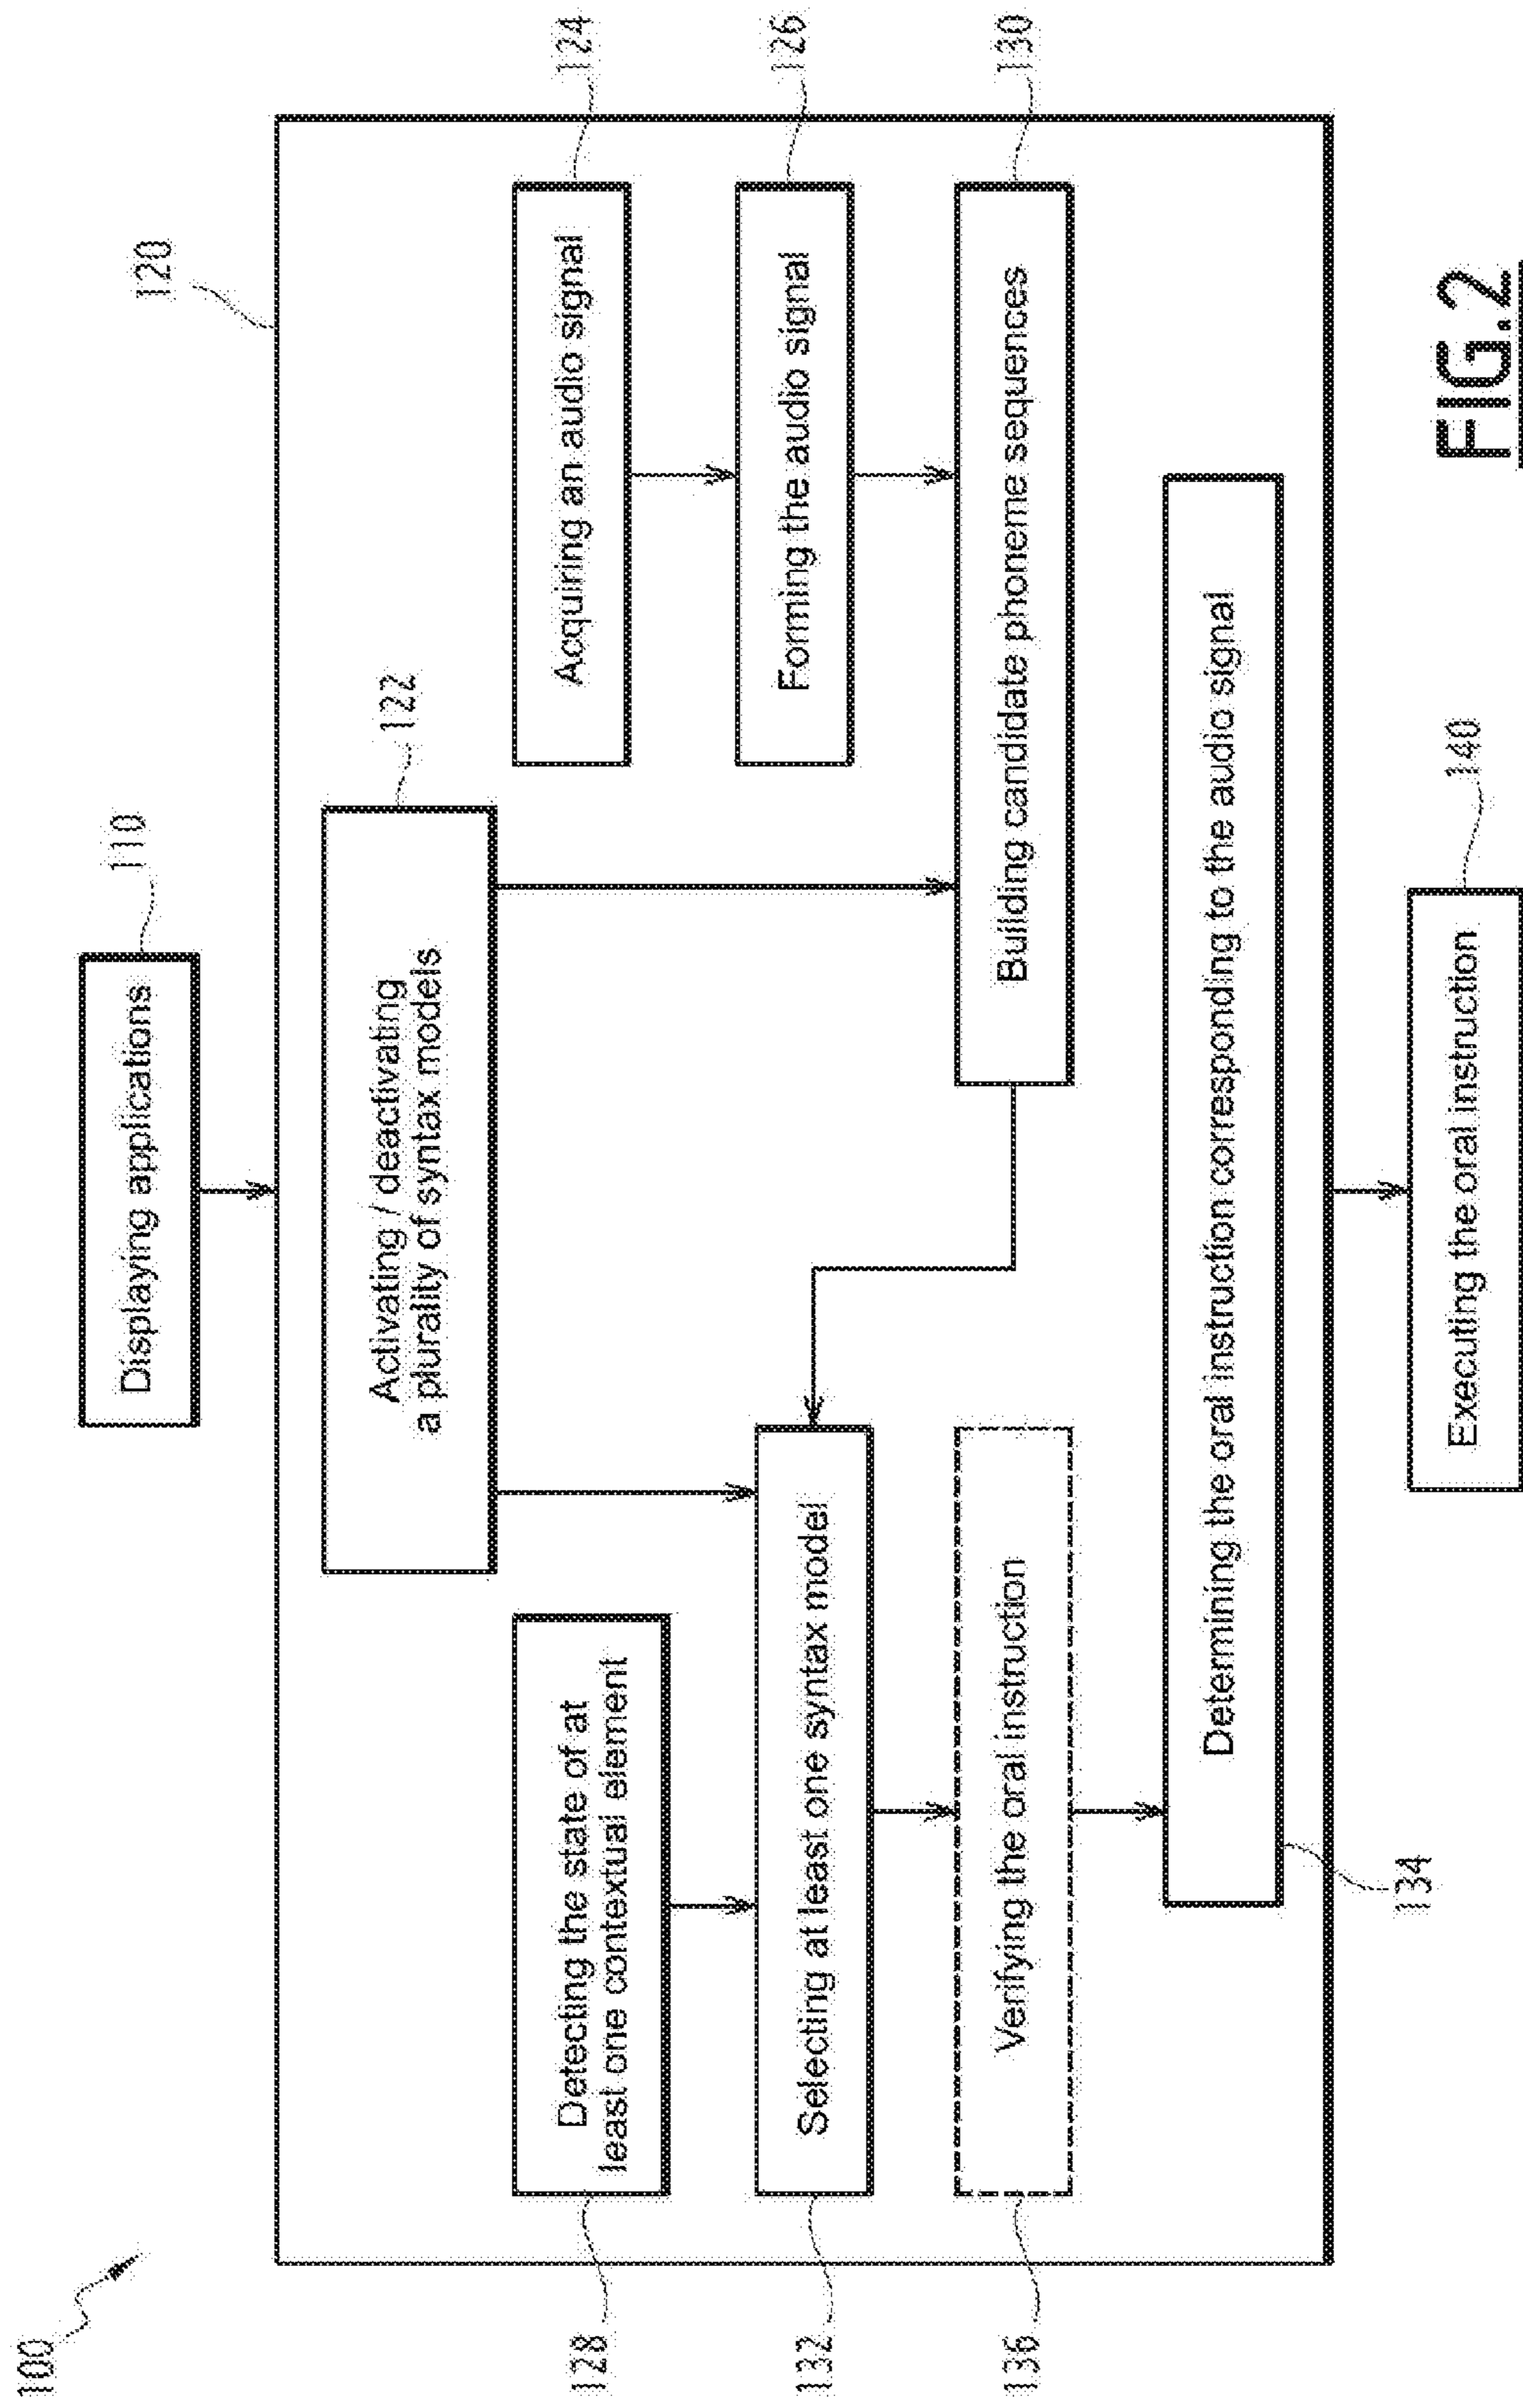 100
110
Displaying applications
120
122
Activating / deactivating
a plurality of syntax models
124
Acquiring an audio signal
128
Detecting the state of at
least one contextual element
126
Forming the audio signal
132
Selecting at least one syntax model
130
Building candidate phoneme sequences
136
Verifying the oral instruction
Determining the oral instruction corresponding to the audio signal
134
140
Executing the oral instruction
FIG.2